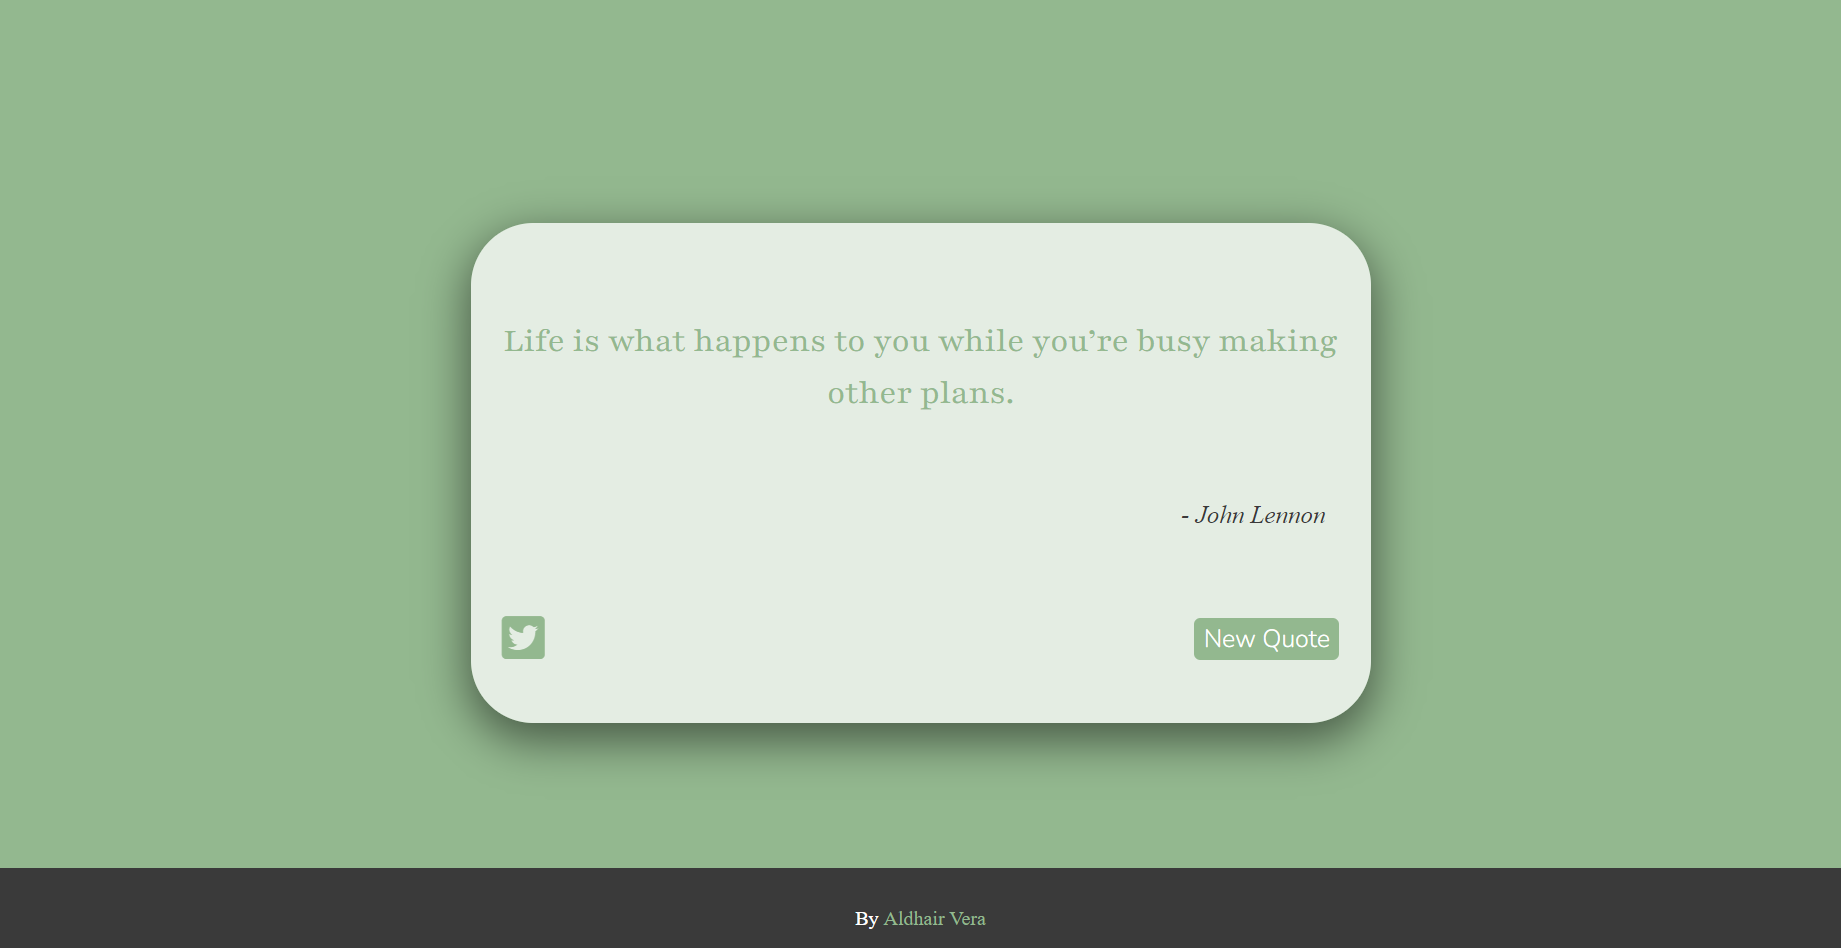 Life is what happens to you while you’re busy making
other plans.
- John Lennon
New Quote
By Aldhair Vera